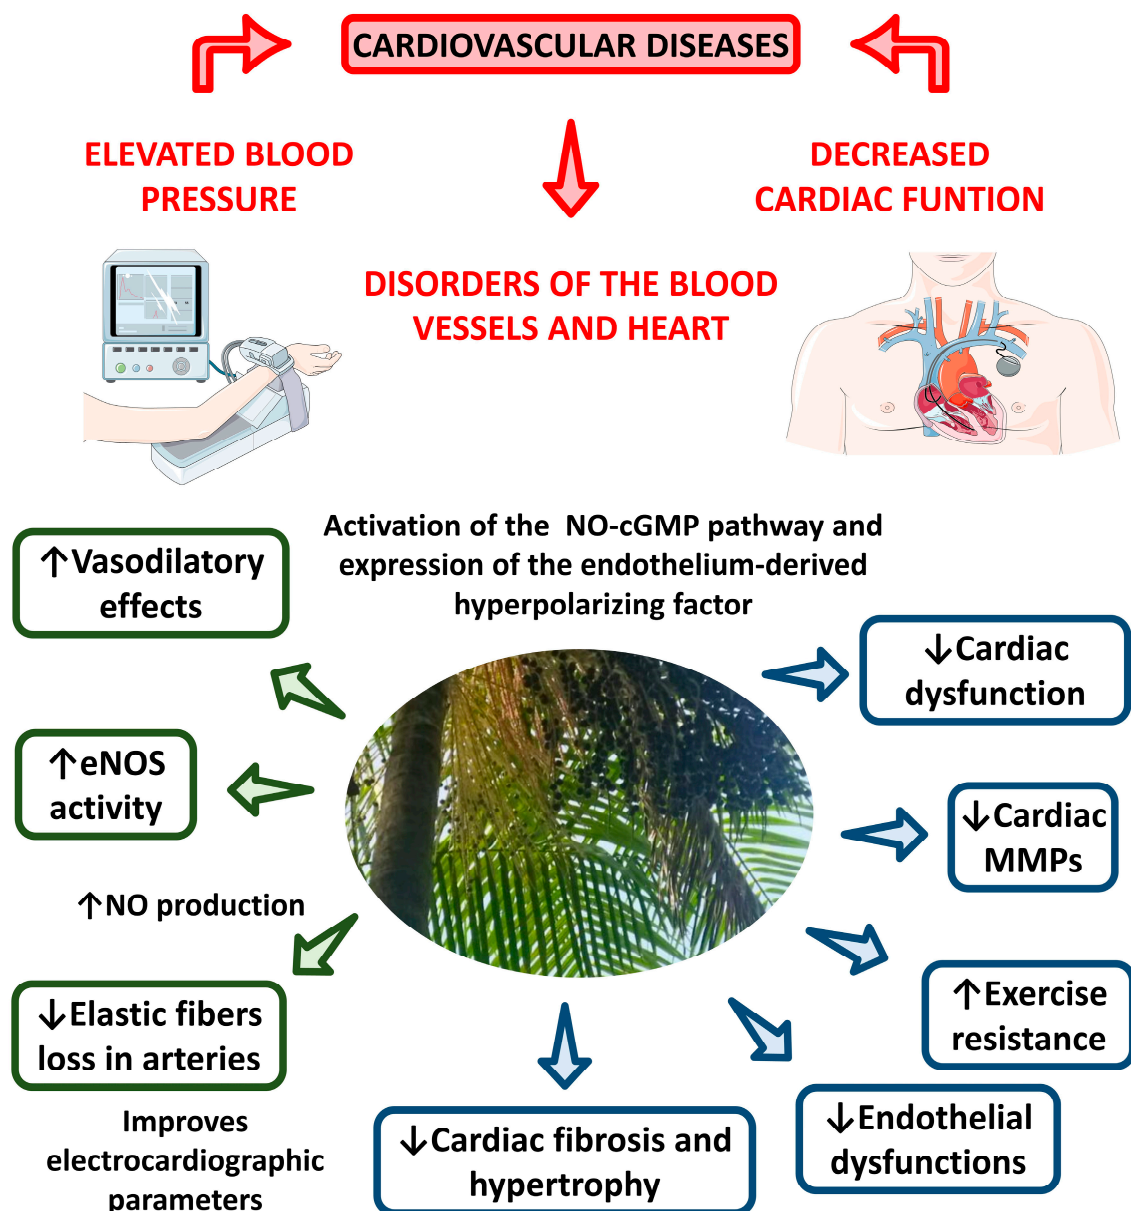 CARDIOVASCULAR DISEASES
ELEVATED BLOOD
PRESSURE
DECREASED
CARDIAC FUNTION
DISORDERS OF THE BLOOD
VESSELS AND HEART
Activation of the NO-cGMP pathway and
expression of the endothelium-derived
hyperpolarizing factor
↑Vasodilatory
effects
↓Cardiac
dysfunction
↑eNOS
activity
↓Cardiac
MMPs
↑NO production
↑Exercise
resistance
↓Elastic fibers
loss in arteries
↓Endothelial
dysfunctions
Improves
electrocardiographic
parameters
↓Cardiac fibrosis and
hypertrophy